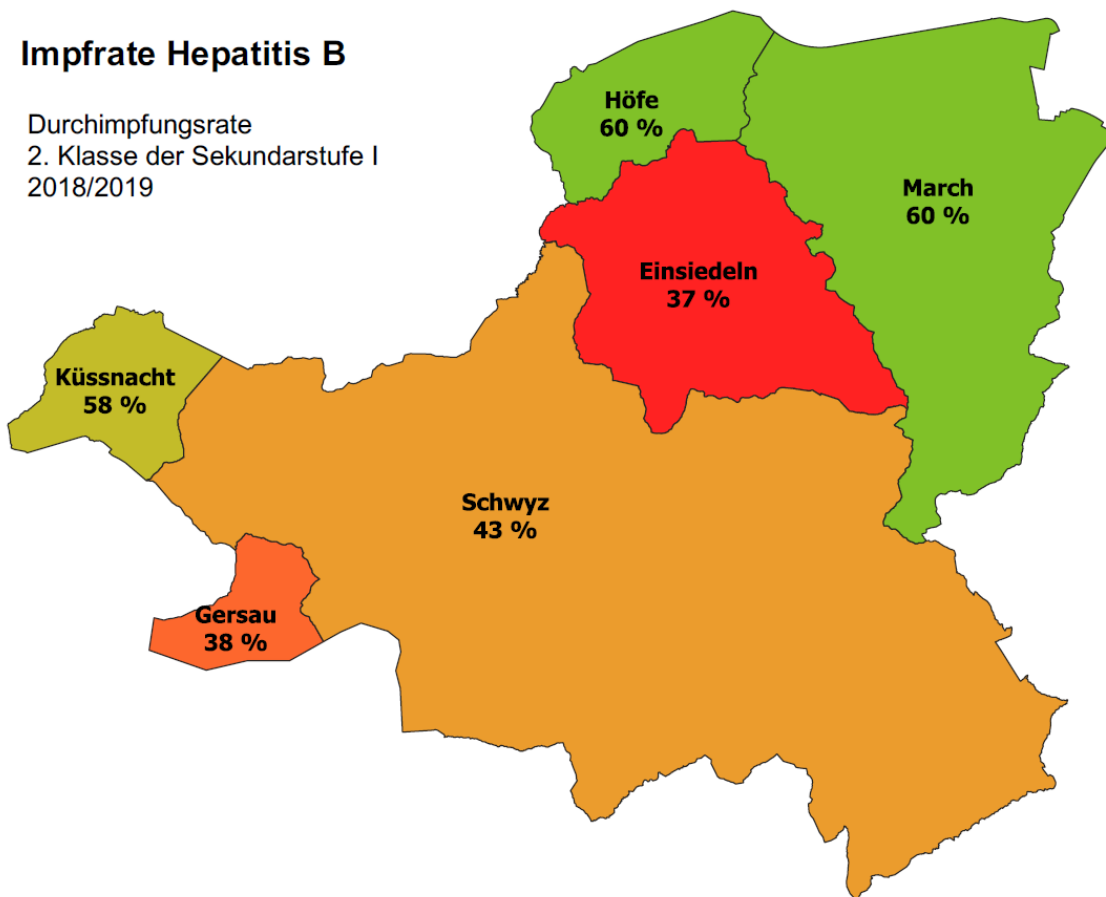 Impfrate Hepatitis B
Durchimpfungsrate
2. Klasse der Sekundarstufe I
2018/2019
Höfe
60 %
March
60 %
Einsiedeln
37 %
Küssnacht
58 %
Schwyz
43 %
Gersau
38 %